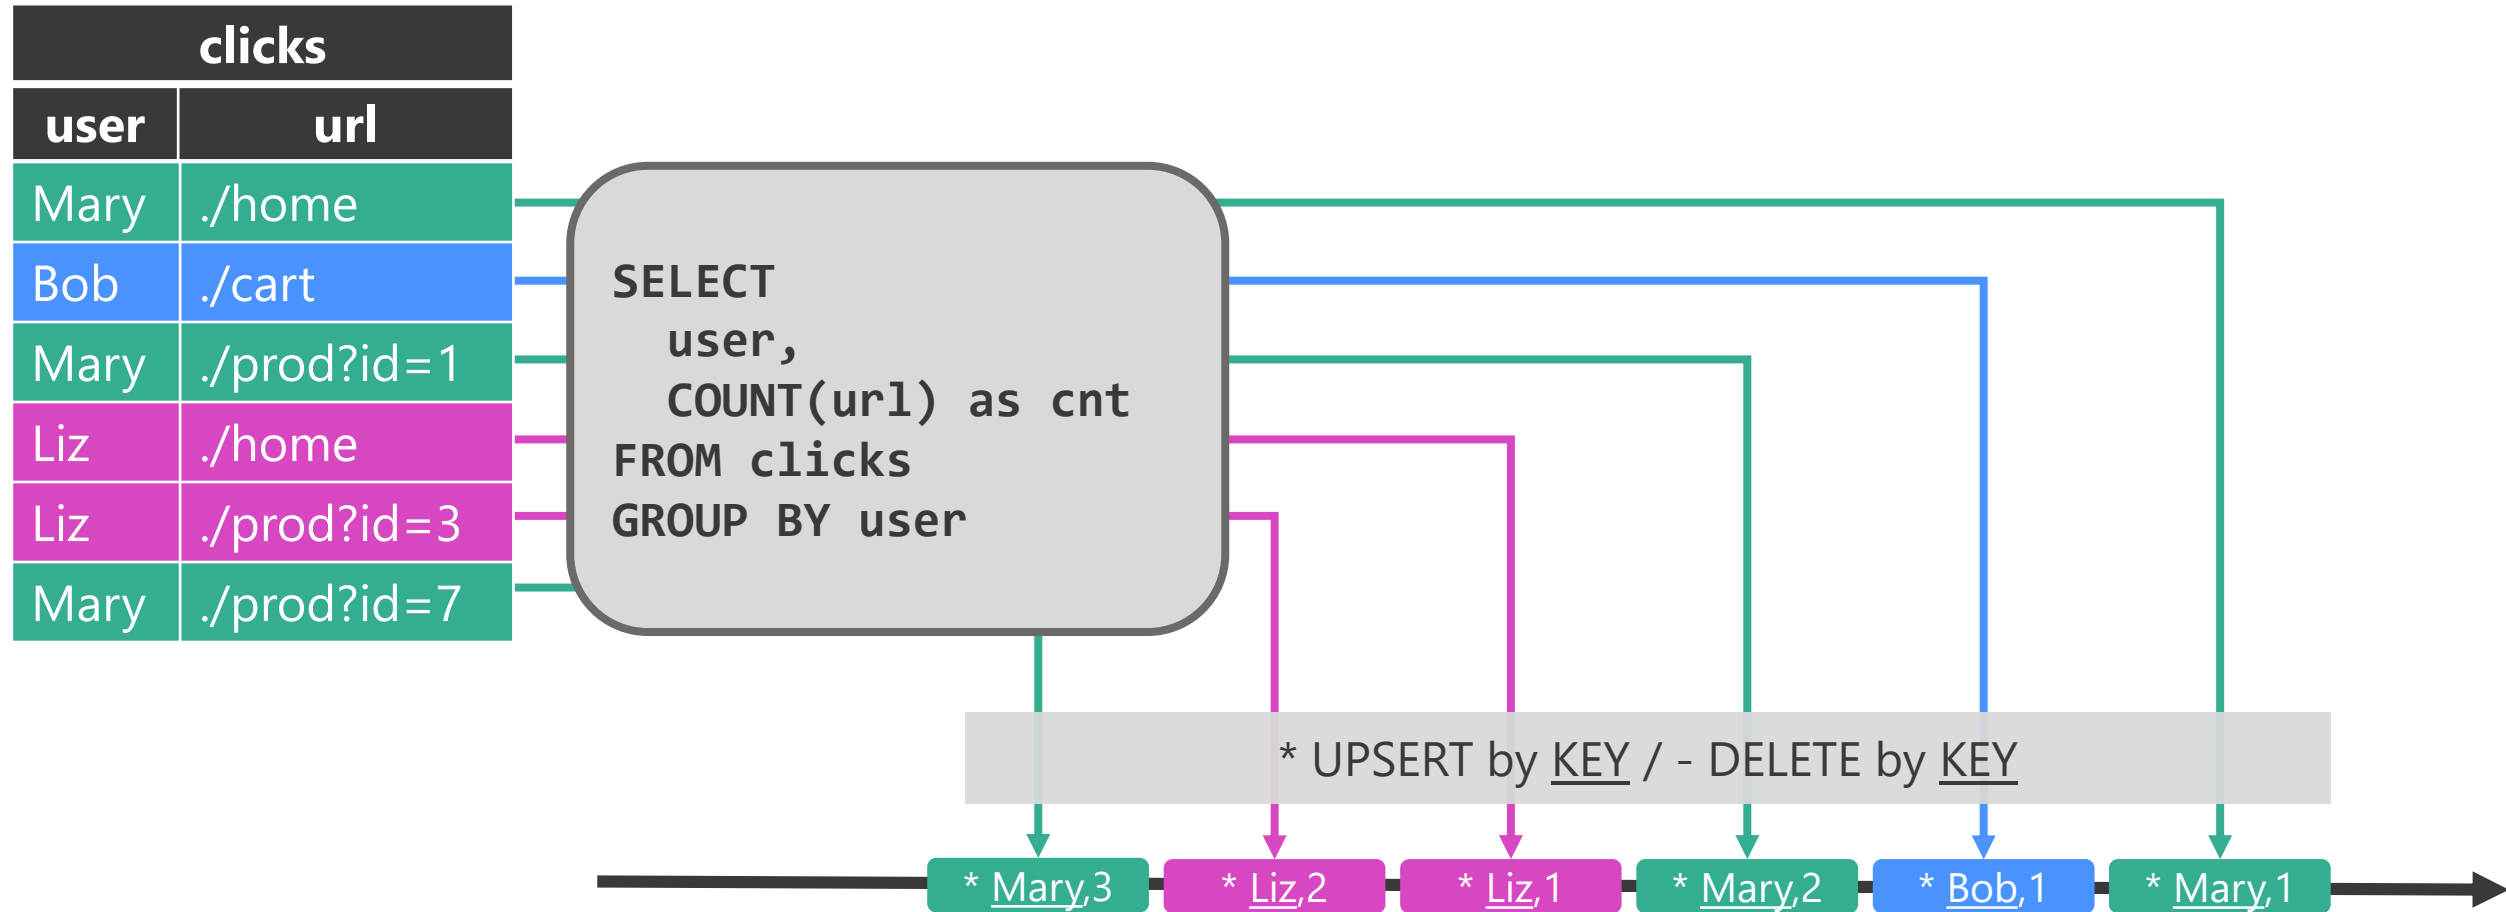 clicks
user url
Mary ./home
Bob ./cart
Mary ./prod?id=1
Liz ./home
Liz ./prod?id=3
Mary ./prod?id=7
SELECT
user,
COUNT(url) as cnt
FROM clicks
GROUP BY user
* UPSERT by KEY / - DELETE by KEY
* Mary,3 * Liz,2 * Liz,1 * Mary,2 * Bob,1 * Mary,1